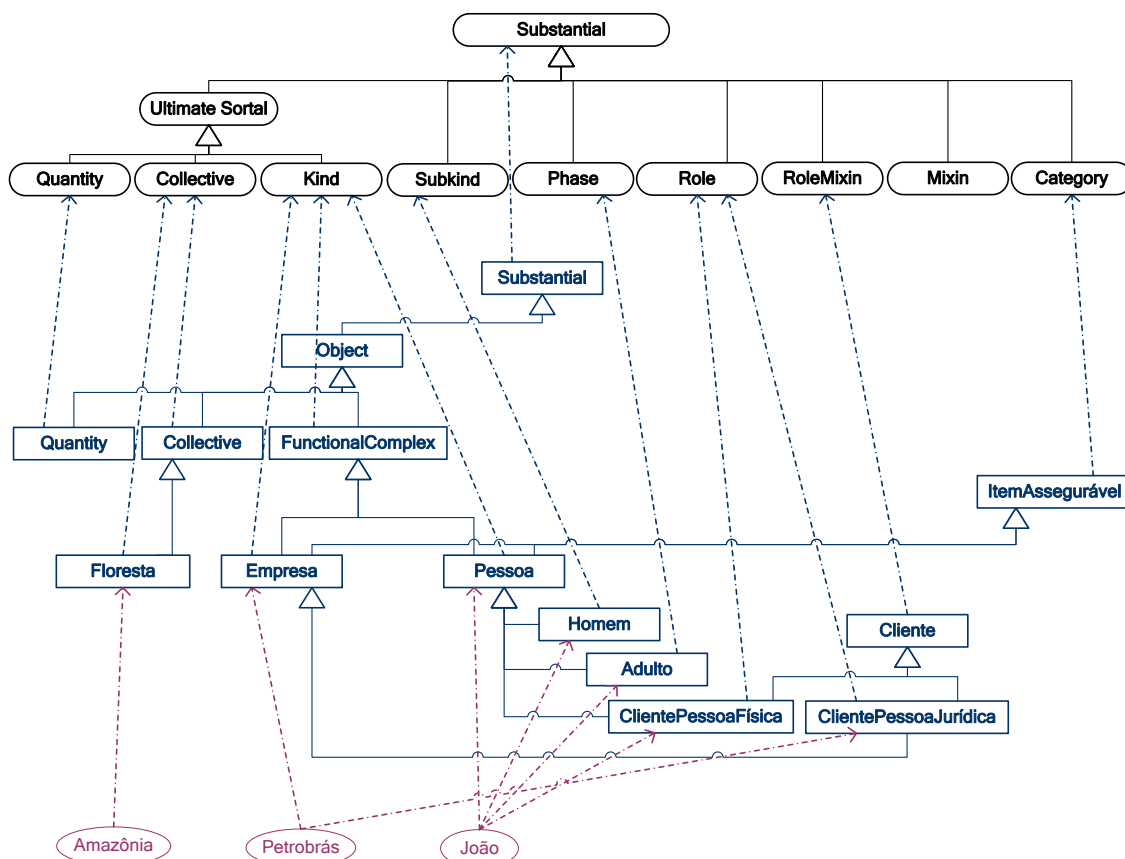 Substantial
Ultimate Sortal
Quantity
Collective
Kind
Subkind
Phase
Role
RoleMixin
Mixin
Category
Substantial
Object
Quantity
Collective
FunctionalComplex
ItemAssegurável
Floresta
Empresa
Pessoa
Homem
Cliente
Adulto
ClientePessoaFísica
ClientePessoaJurídica
Amazônia
Petrobrás
João